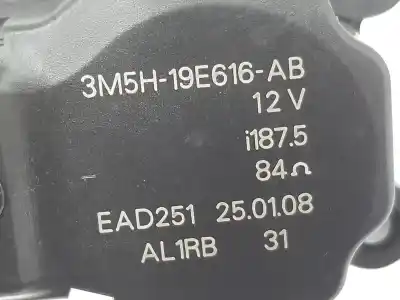 3M5H-19E616-AB
12 V
i187.5
84Ω
EAD251 25.01.08
AL1RB 31